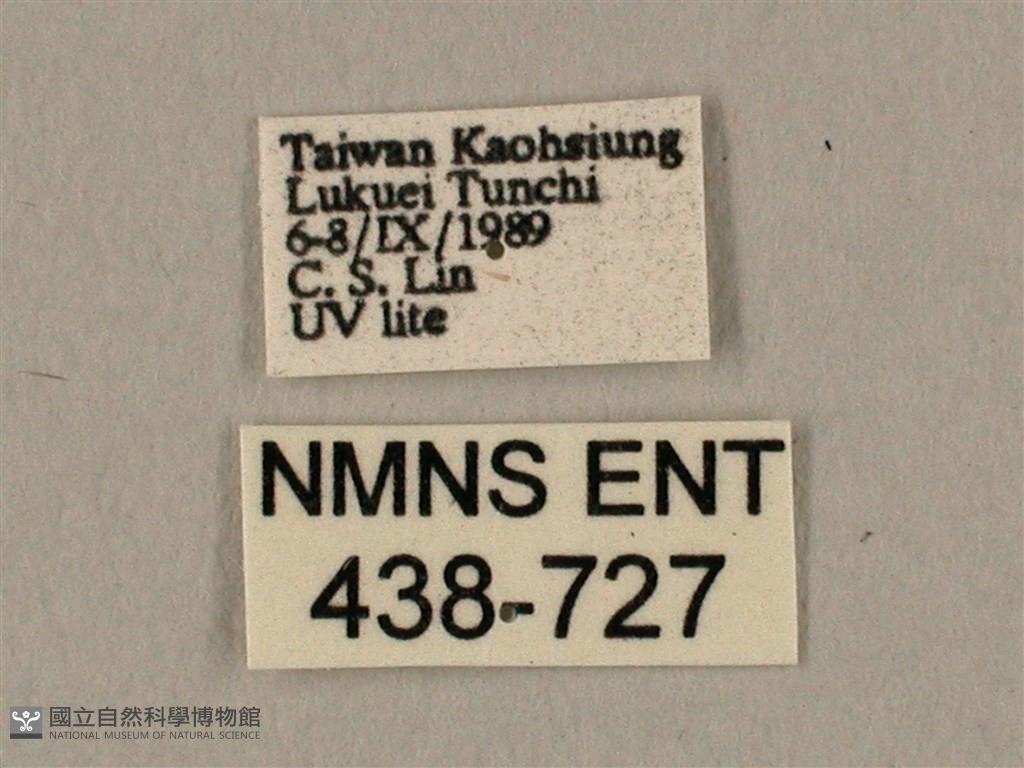 Taiwan Kaohsiung
Lukuei Tunchi
6-8/IX/1989
C. S. Lin
UV lite
NMNS ENT
438-727
國立自然科學博物館
NATIONAL MUSEUM OF NATURAL SCIENCE